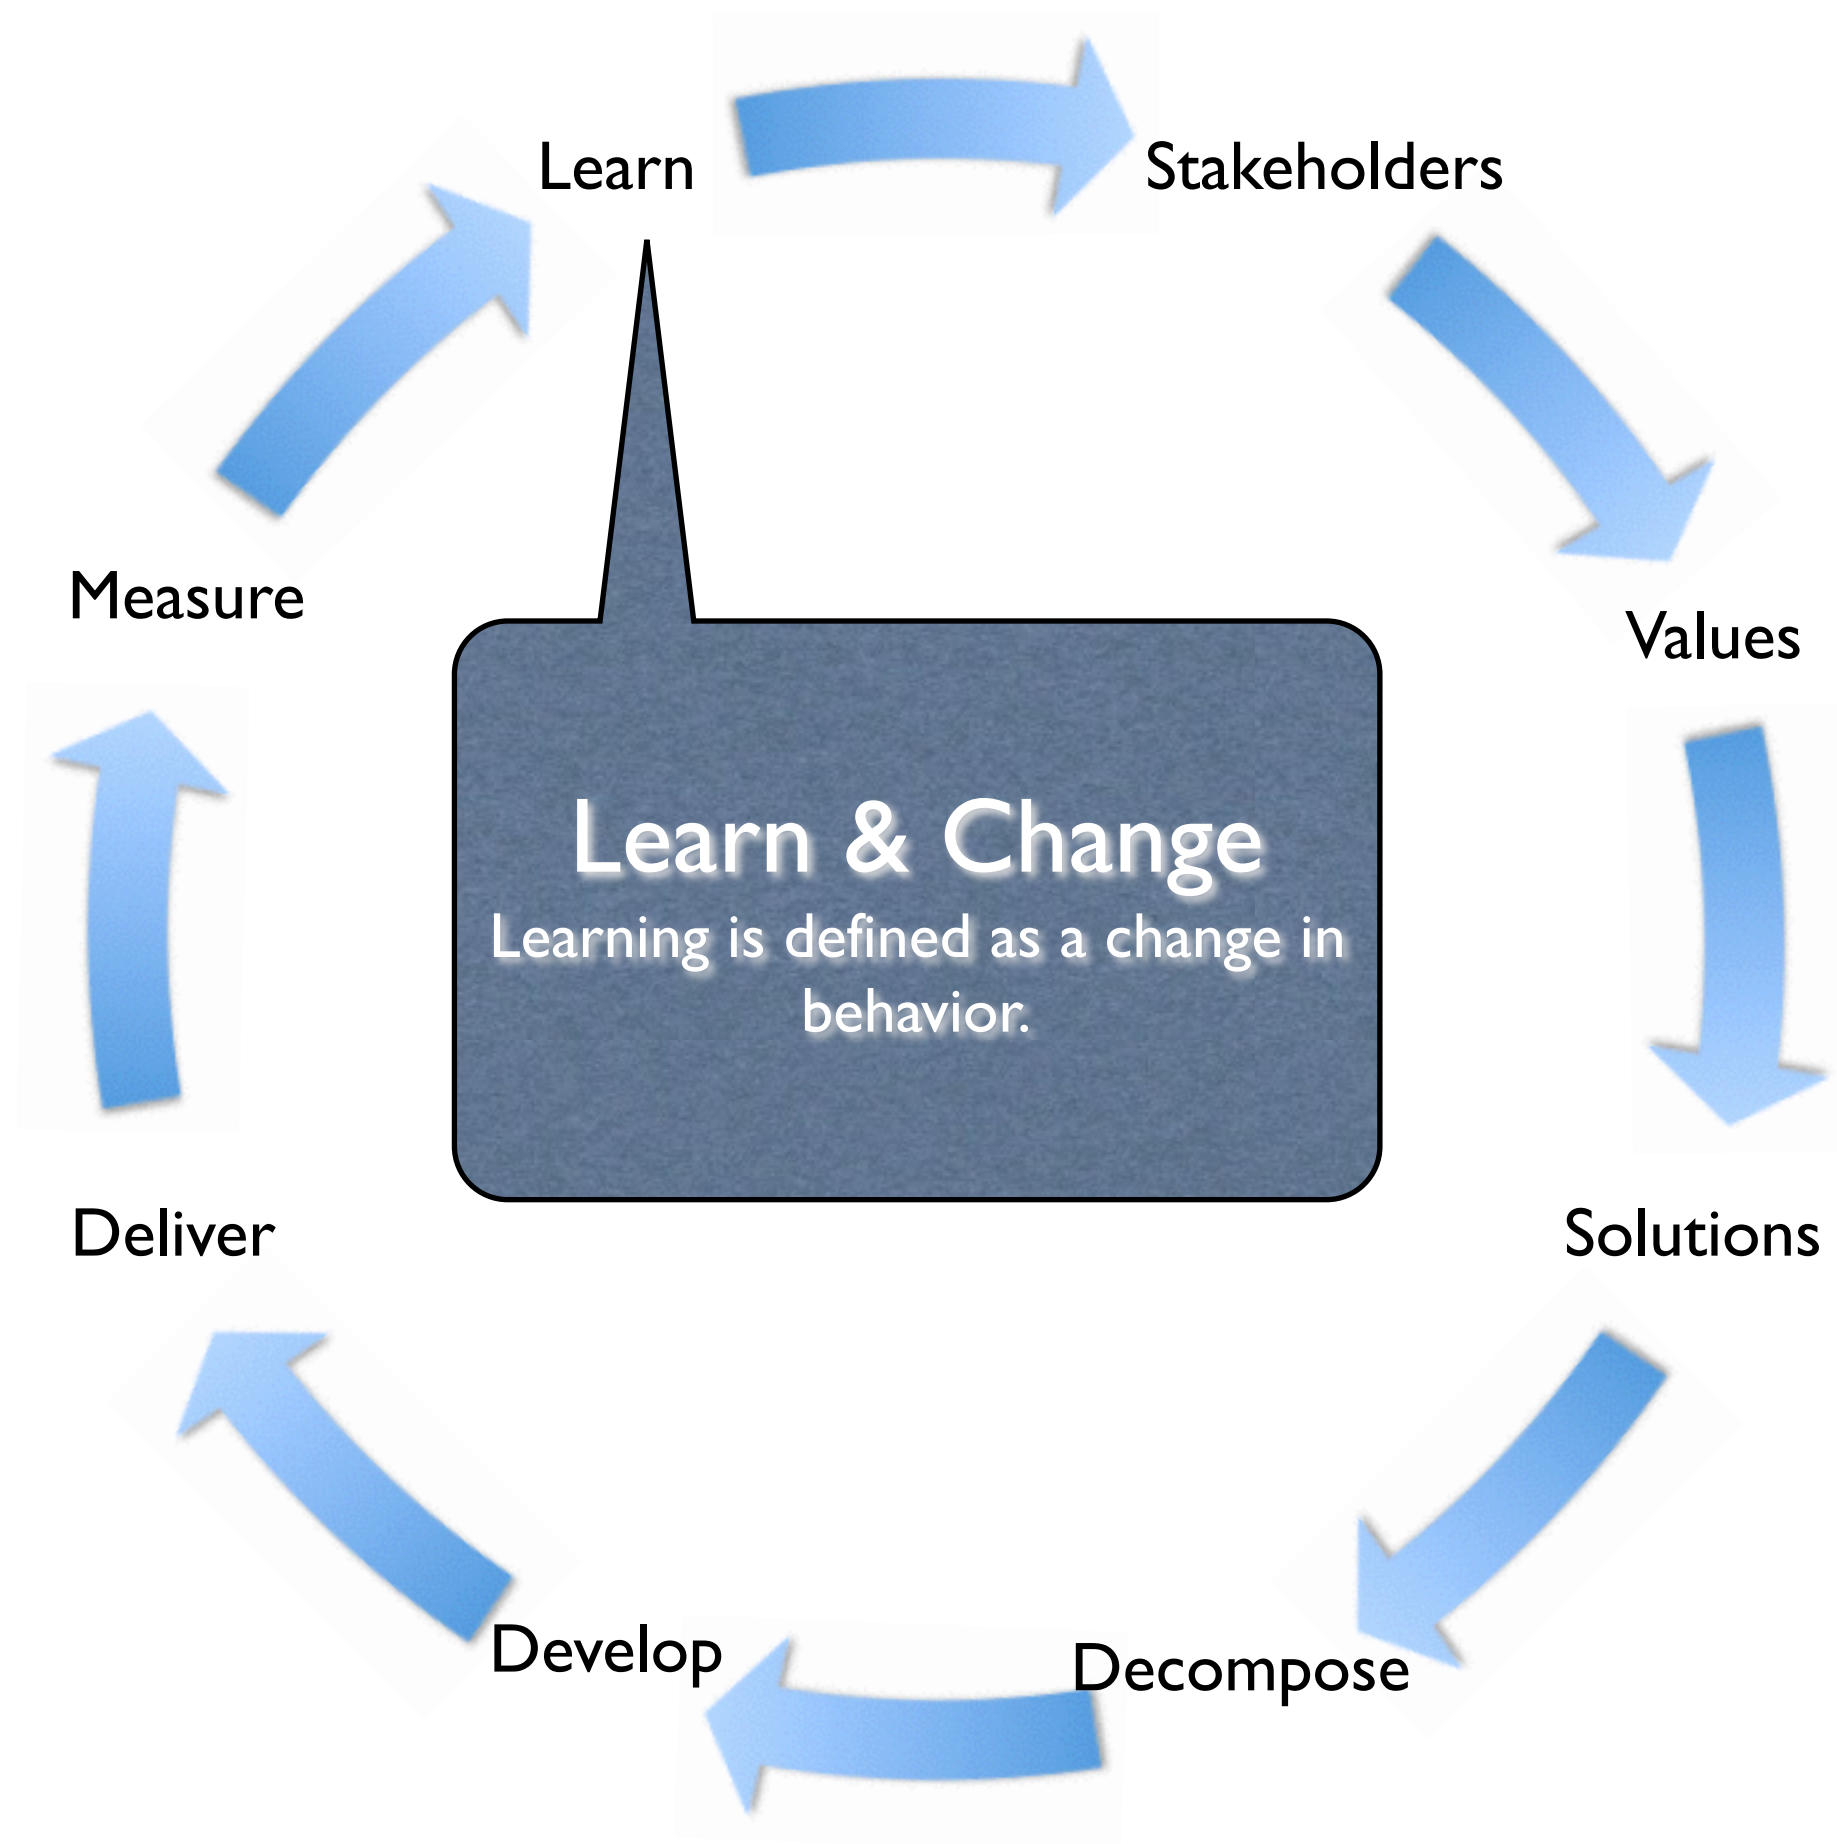 Learn
Stakeholders
Measure
Values
Learn & Change
Learning is defined as a change in
behavior.
Deliver
Solutions
Develop
Decompose